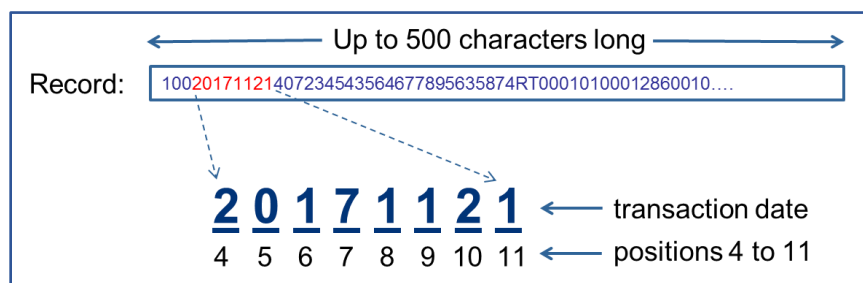 Up to 500 characters long
Record: 10020171121407234543564677895635874RT00010100012860010....
2 0 1 7 1 1 2 1 transaction date
4 5 6 7 8 9 10 11 positions 4 to 11